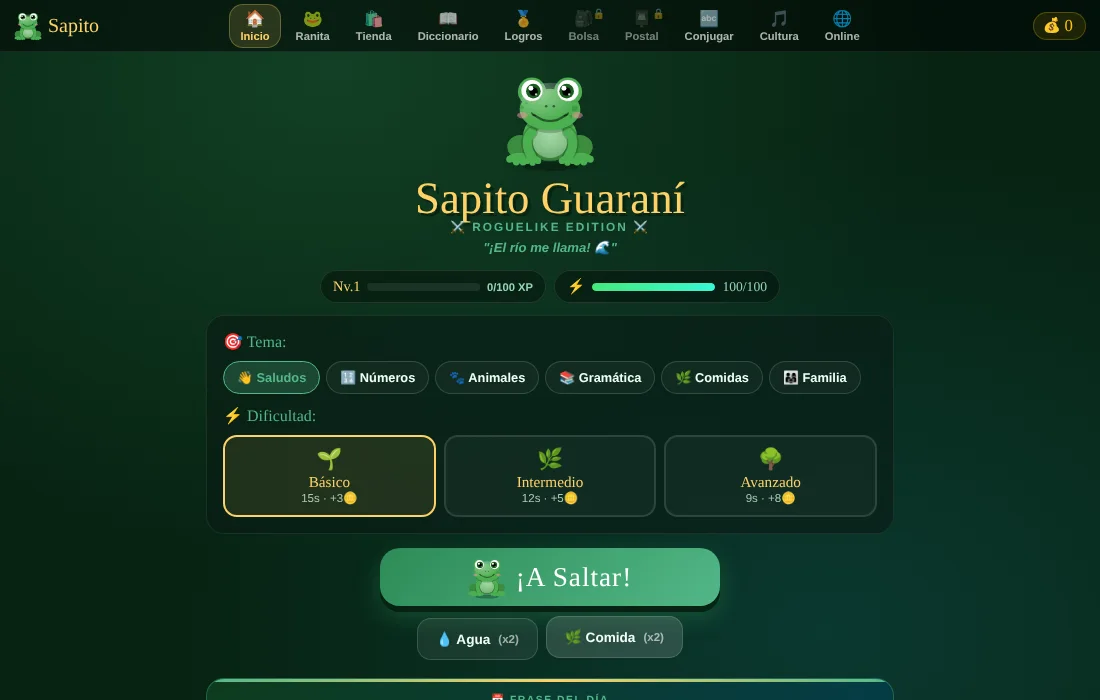 Sapito
Inicio
Ranita
Tienda
Diccionario
Logros
Bolsa
Postal
Conjugar
Cultura
Online
0
Sapito Guaraní
⚔️ ROGUELIKE EDITION ⚔️
"¡El río me llama! 🌊"
Nv.1 0/100 XP
⚡ 100/100
🎯 Tema:
👋 Saludos
🔢 Números
🐾 Animales
📚 Gramática
🌿 Comidas
👨‍👩‍👧 Familia
⚡ Dificultad:
Básico
15s · +3🪙
Intermedio
12s · +5🪙
Avanzado
9s · +8🪙
¡A Saltar!
💧 Agua (x2)
🌿 Comida (x2)
📅 FRASE DEL DÍA